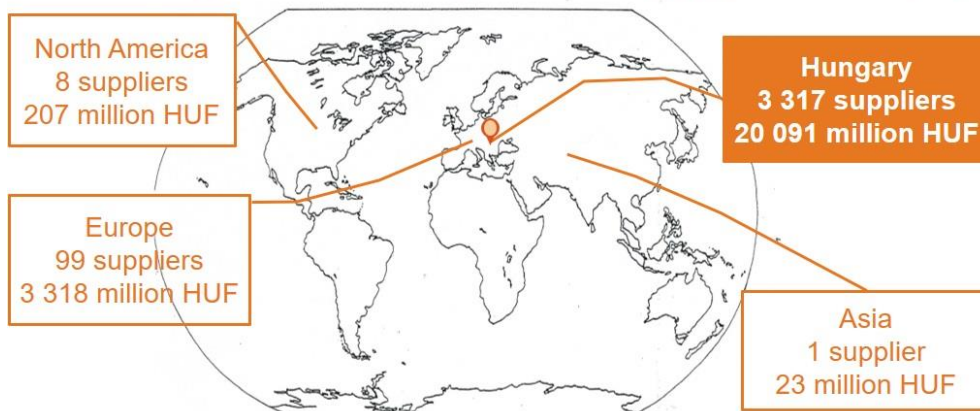 North America
8 suppliers
207 million HUF
Hungary
3 317 suppliers
20 091 million HUF
Europe
99 suppliers
3 318 million HUF
Asia
1 supplier
23 million HUF